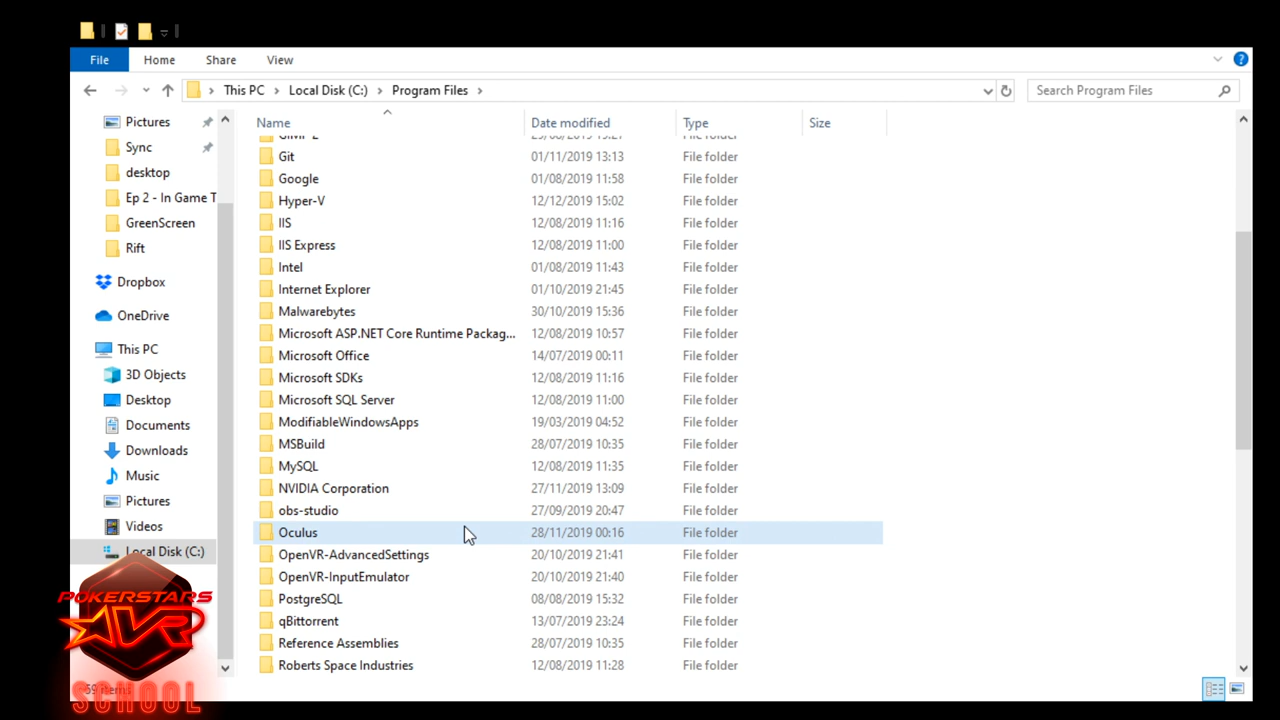 File Home Share View
This PC Local Disk (C:) Program Files Search Program Files
Name Date modified Type Size
Pictures
Sync
desktop
Ep 2 - In Game T
GreenScreen
Rift
Dropbox
OneDrive
This PC
3D Objects
Desktop
Documents
Downloads
Music
Pictures
Videos
Local Disk (C:)
Git 01/11/2019 13:13 File folder
Google 01/08/2019 11:58 File folder
Hyper-V 12/12/2019 15:02 File folder
IIS 12/08/2019 11:16 File folder
IIS Express 12/08/2019 11:00 File folder
Intel 01/08/2019 11:43 File folder
Internet Explorer 01/10/2019 21:45 File folder
Malwarebytes 30/10/2019 15:36 File folder
Microsoft ASP.NET Core Runtime Packag... 12/08/2019 10:57 File folder
Microsoft Office 14/07/2019 00:11 File folder
Microsoft SDKs 12/08/2019 11:16 File folder
Microsoft SQL Server 12/08/2019 11:00 File folder
ModifiableWindowsApps 19/03/2019 04:52 File folder
MSBuild 28/07/2019 10:35 File folder
MySQL 12/08/2019 11:35 File folder
NVIDIA Corporation 27/11/2019 13:09 File folder
obs-studio 27/09/2019 20:47 File folder
Oculus 28/11/2019 00:16 File folder
OpenVR-AdvancedSettings 20/10/2019 21:41 File folder
OpenVR-InputEmulator 20/10/2019 21:40 File folder
PostgreSQL 08/08/2019 15:32 File folder
qBittorrent 13/07/2019 23:24 File folder
Reference Assemblies 28/07/2019 10:35 File folder
Roberts Space Industries 12/08/2019 11:28 File folder
POKERSTARS
VR
SCHOOL